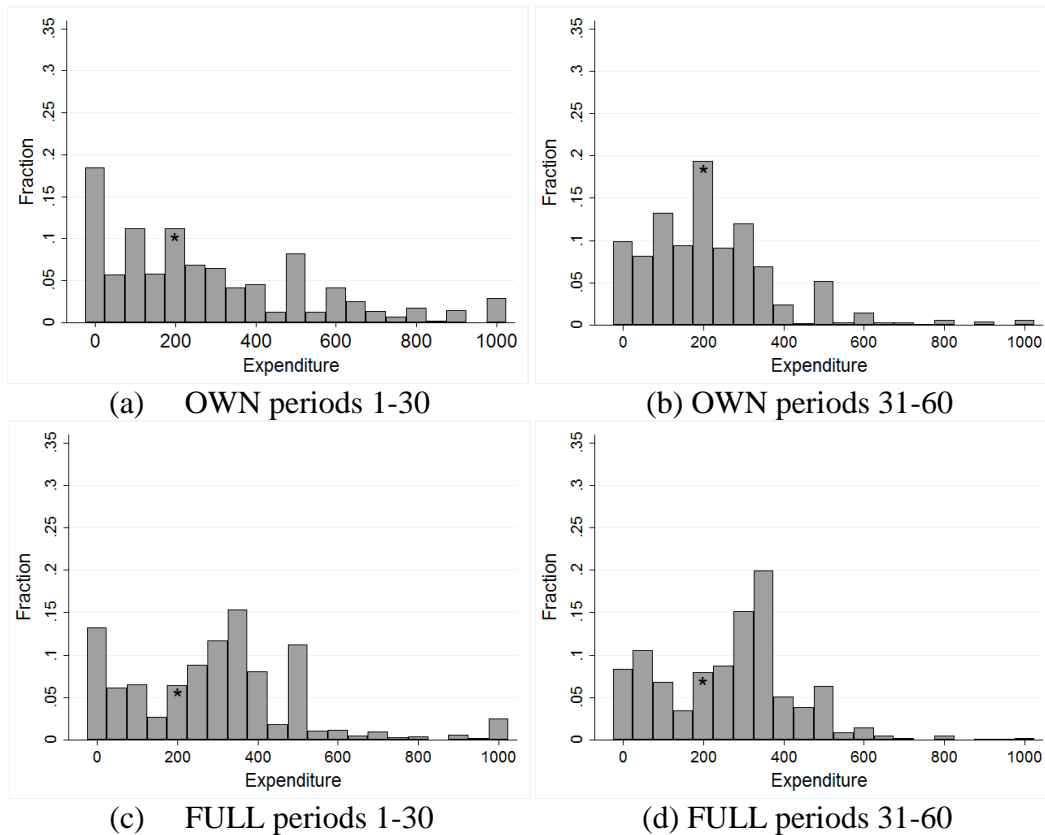 .35
.3
.25
.2
.15
.1
.05
0
Fraction
*
0 200 400 600 800 1000
Expenditure
(a) OWN periods 1-30
.35
.3
.25
.2
.15
.1
.05
0
Fraction
*
0 200 400 600 800 1000
Expenditure
(b) OWN periods 31-60
.35
.3
.25
.2
.15
.1
.05
0
Fraction
*
0 200 400 600 800 1000
Expenditure
(c) FULL periods 1-30
.35
.3
.25
.2
.15
.1
.05
0
Fraction
*
0 200 400 600 800 1000
Expenditure
(d) FULL periods 31-60